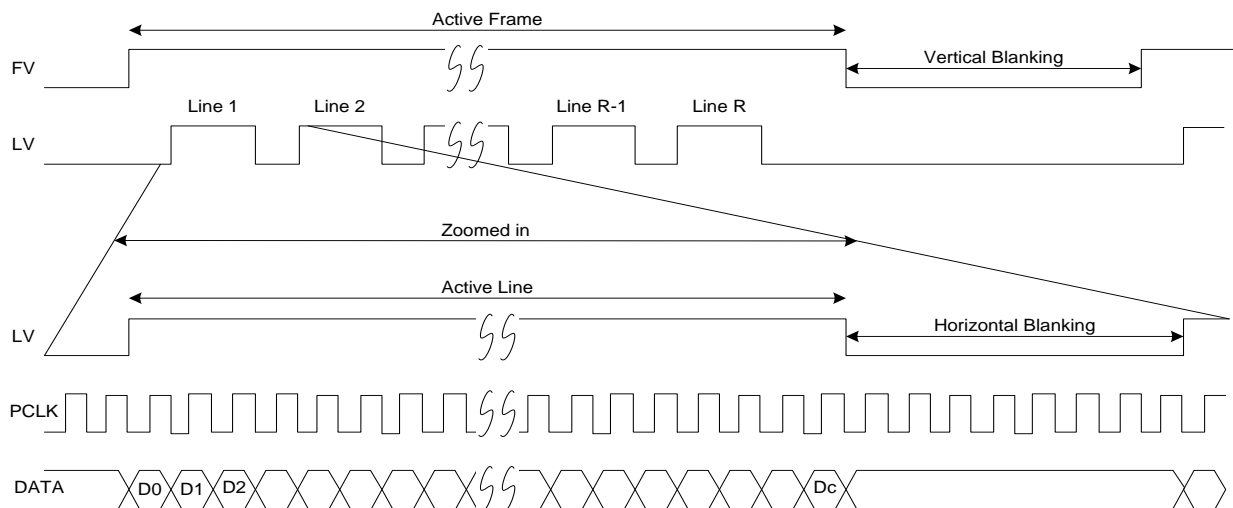 Active Frame
FV
Vertical Blanking
Line 1 Line 2 Line R-1 Line R
LV
Zoomed in
Active Line
LV
Horizontal Blanking
PCLK
DATA D0 D1 D2 Dc